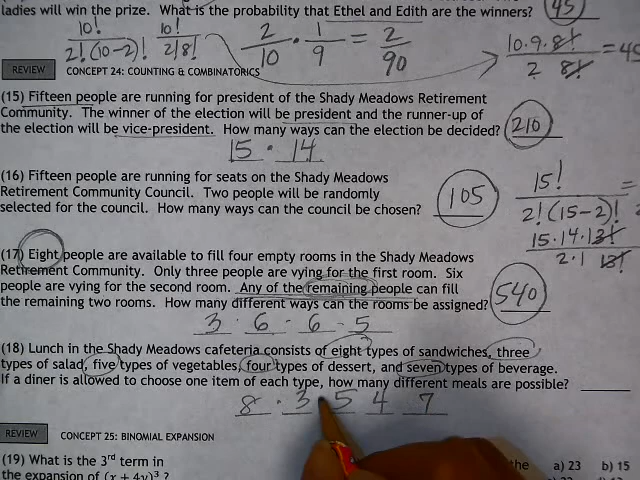 ladies will win the prize. What is the probability that Ethel and Edith are the winners? 45
10! / 2!(10-2)! 10! / 2!8! 2/10 · 1/9 = 2/90 10·9·8! / 2 8! = 45
REVIEW CONCEPT 24: COUNTING & COMBINATORICS
(15) Fifteen people are running for president of the Shady Meadows Retirement
Community. The winner of the election will be president and the runner-up of
the election will be vice-president. How many ways can the election be decided? 210
15 · 14
(16) Fifteen people are running for seats on the Shady Meadows
Retirement Community Council. Two people will be randomly
selected for the council. How many ways can the council be chosen? 105
15! / 2!(15-2)! =
15·14·13! / 2·1 13!
(17) Eight people are available to fill four empty rooms in the Shady Meadows
Retirement Community. Only three people are vying for the first room. Six
people are vying for the second room. Any of the remaining people can fill
the remaining two rooms. How many different ways can the rooms be assigned? 540
3 · 6 · 6 · 5
(18) Lunch in the Shady Meadows cafeteria consists of eight types of sandwiches, three
types of salad, five types of vegetables, four types of dessert, and seven types of beverage.
If a diner is allowed to choose one item of each type, how many different meals are possible?
8 · 3 · 5 4 7
REVIEW CONCEPT 25: BINOMIAL EXPANSION
(19) What is the 3rd term in
the expansion of (x + 4y)³ ?
the a) 23 b) 15